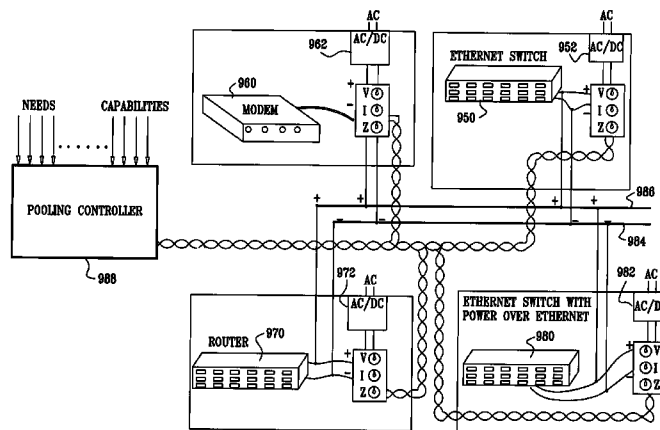 AC
962
AC/DC
960
MODEM
+
V
-
I
Z
AC
952
AC/DC
ETHERNET SWITCH
950
+
V
-
I
Z
NEEDS
CAPABILITIES
POOLING CONTROLLER
988
+
+
+
+
986
-
-
-
-
984
AC
972
AC/DC
ROUTER
970
+
V
-
I
Z
AC
982
AC/DC
ETHERNET SWITCH WITH
POWER OVER ETHERNET
980
+
V
-
I
Z